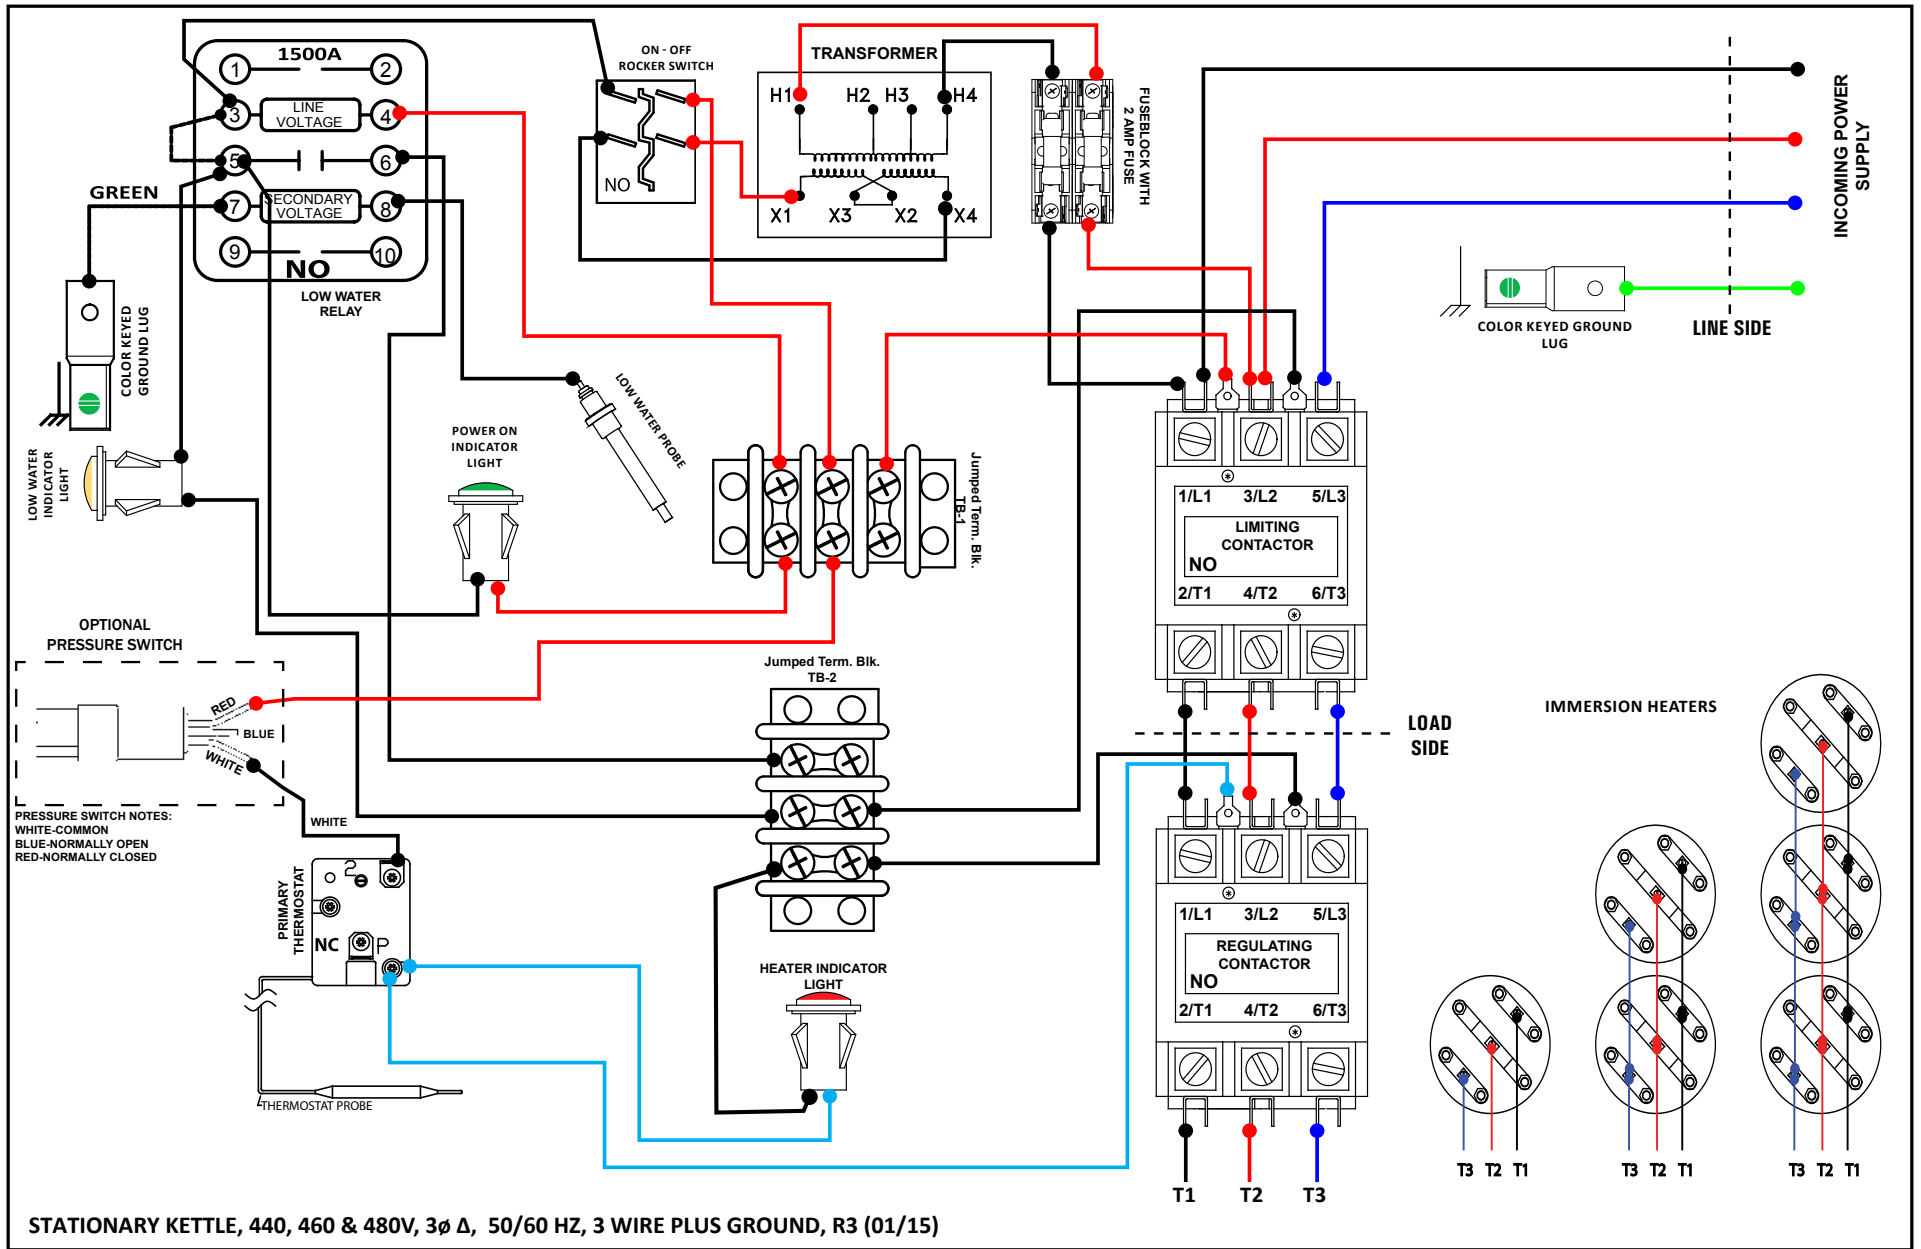 1500A
1
2
3
LINE
VOLTAGE
4
5
6
7
SECONDARY
VOLTAGE
8
9
10
NO
LOW WATER
RELAY
GREEN
COLOR KEYED
GROUND LUG
LOW WATER
INDICATOR
LIGHT
ON - OFF
ROCKER SWITCH
NO
TRANSFORMER
H1
H2
H3
H4
X1
X3
X2
X4
FUSEBLOCK WITH
2 AMP FUSE
INCOMING POWER
SUPPLY
COLOR KEYED GROUND
LUG
LINE SIDE
POWER ON
INDICATOR
LIGHT
LOW WATER PROBE
Jumped Term. Blk.
TB-1
1/L1
3/L2
5/L3
LIMITING
CONTACTOR
NO
2/T1
4/T2
6/T3
OPTIONAL
PRESSURE SWITCH
RED
BLUE
WHITE
PRESSURE SWITCH NOTES:
WHITE-COMMON
BLUE-NORMALLY OPEN
RED-NORMALLY CLOSED
WHITE
Jumped Term. Blk.
TB-2
LOAD
SIDE
IMMERSION HEATERS
PRIMARY
THERMOSTAT
2
NC
P
THERMOSTAT PROBE
HEATER INDICATOR
LIGHT
1/L1
3/L2
5/L3
REGULATING
CONTACTOR
NO
2/T1
4/T2
6/T3
T1
T2
T3
T3 T2 T1
T3 T2 T1
T3 T2 T1
STATIONARY KETTLE, 440, 460 & 480V, 3ø Δ, 50/60 HZ, 3 WIRE PLUS GROUND, R3 (01/15)